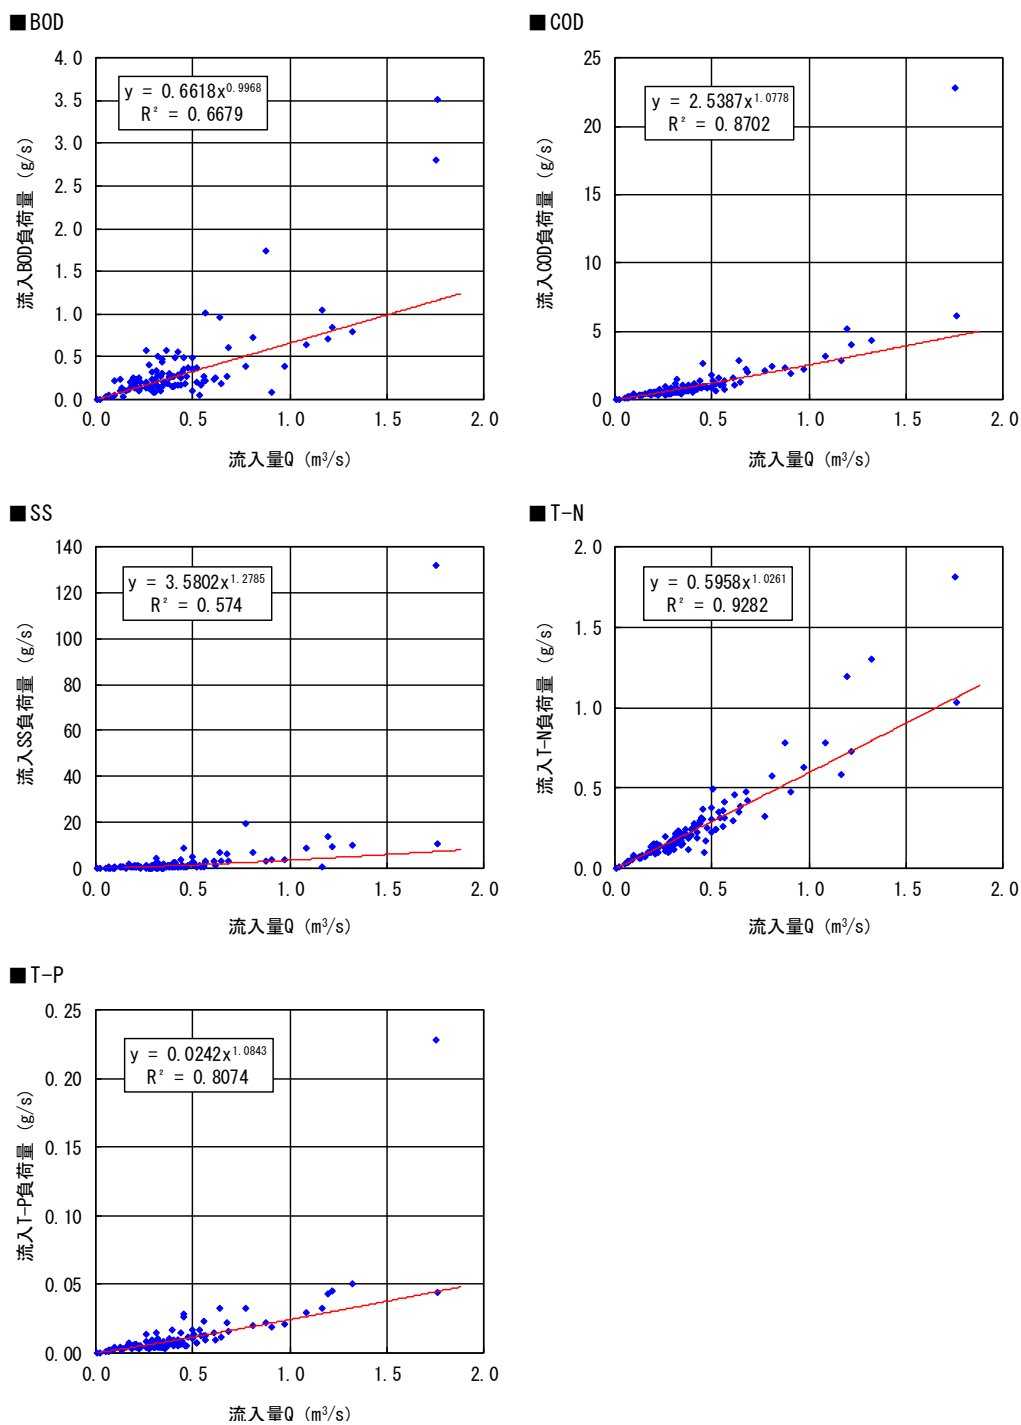 ■BOD
4.0
3.5
3.0
2.5
2.0
1.5
1.0
0.5
0.0
y = 0.6618x^0.9968
R² = 0.6679
流入BOD負荷量 (g/s)
0.0 0.5 1.0 1.5 2.0
流入量Q (m³/s)
■COD
25
20
15
10
5
0
y = 2.5387x^1.0778
R² = 0.8702
流入COD負荷量 (g/s)
0.0 0.5 1.0 1.5 2.0
流入量Q (m³/s)
■SS
140
120
100
80
60
40
20
0
y = 3.5802x^1.2785
R² = 0.574
流入SS負荷量 (g/s)
0.0 0.5 1.0 1.5 2.0
流入量Q (m³/s)
■T-N
2.0
1.5
1.0
0.5
0.0
y = 0.5958x^1.0261
R² = 0.9282
流入T-N負荷量 (g/s)
0.0 0.5 1.0 1.5 2.0
流入量Q (m³/s)
■T-P
0.25
0.20
0.15
0.10
0.05
0.00
y = 0.0242x^1.0843
R² = 0.8074
流入T-P負荷量 (g/s)
0.0 0.5 1.0 1.5 2.0
流入量Q (m³/s)